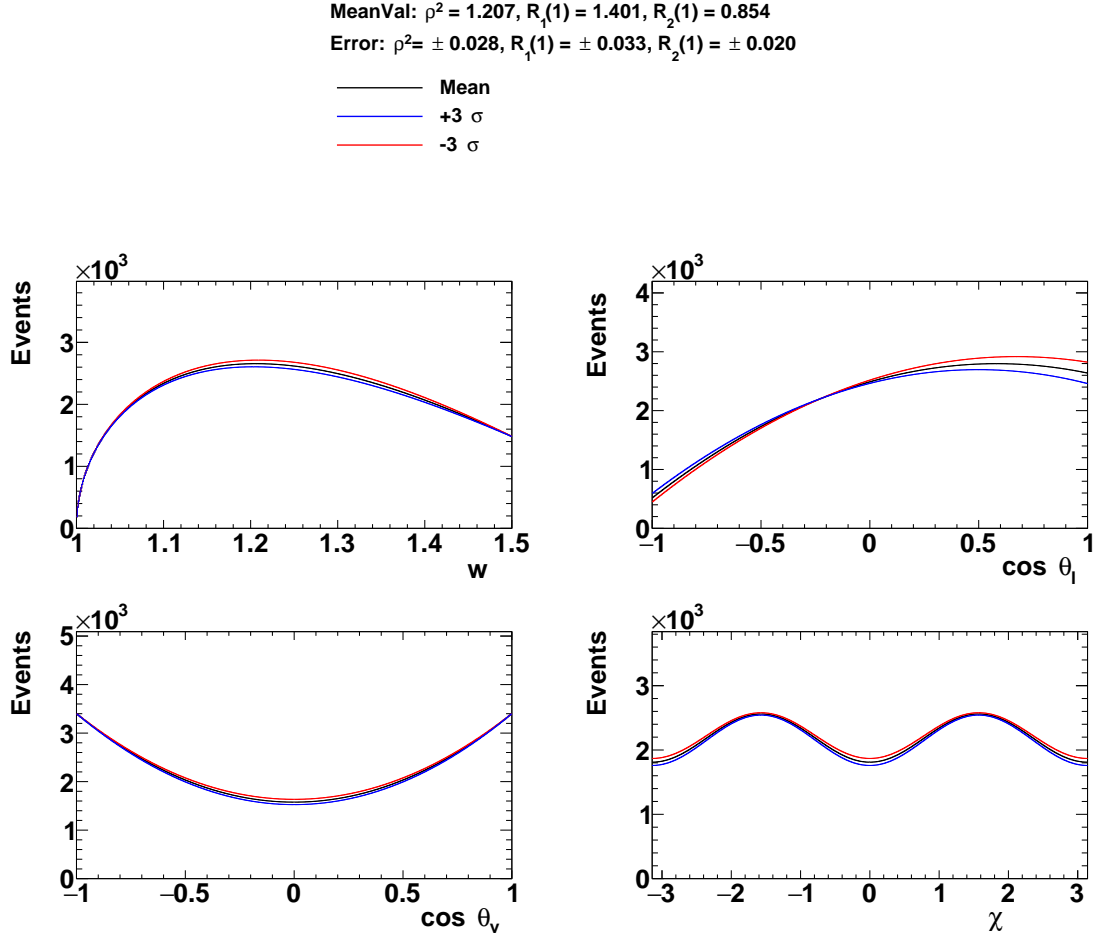 MeanVal: ρ² = 1.207, R₁(1) = 1.401, R₂(1) = 0.854
Error: ρ²= ± 0.028, R₁(1) = ± 0.033, R₂(1) = ± 0.020
Mean
+3 σ
-3 σ
×10³
Events
3
2
1
0
1 1.1 1.2 1.3 1.4 1.5
w
×10³
Events
4
3
2
1
0
−1 −0.5 0 0.5 1
cos θₗ
×10³
Events
5
4
3
2
1
0
−1 −0.5 0 0.5 1
cos θᵥ
×10³
Events
3
2
1
0
−3 −2 −1 0 1 2 3
χ